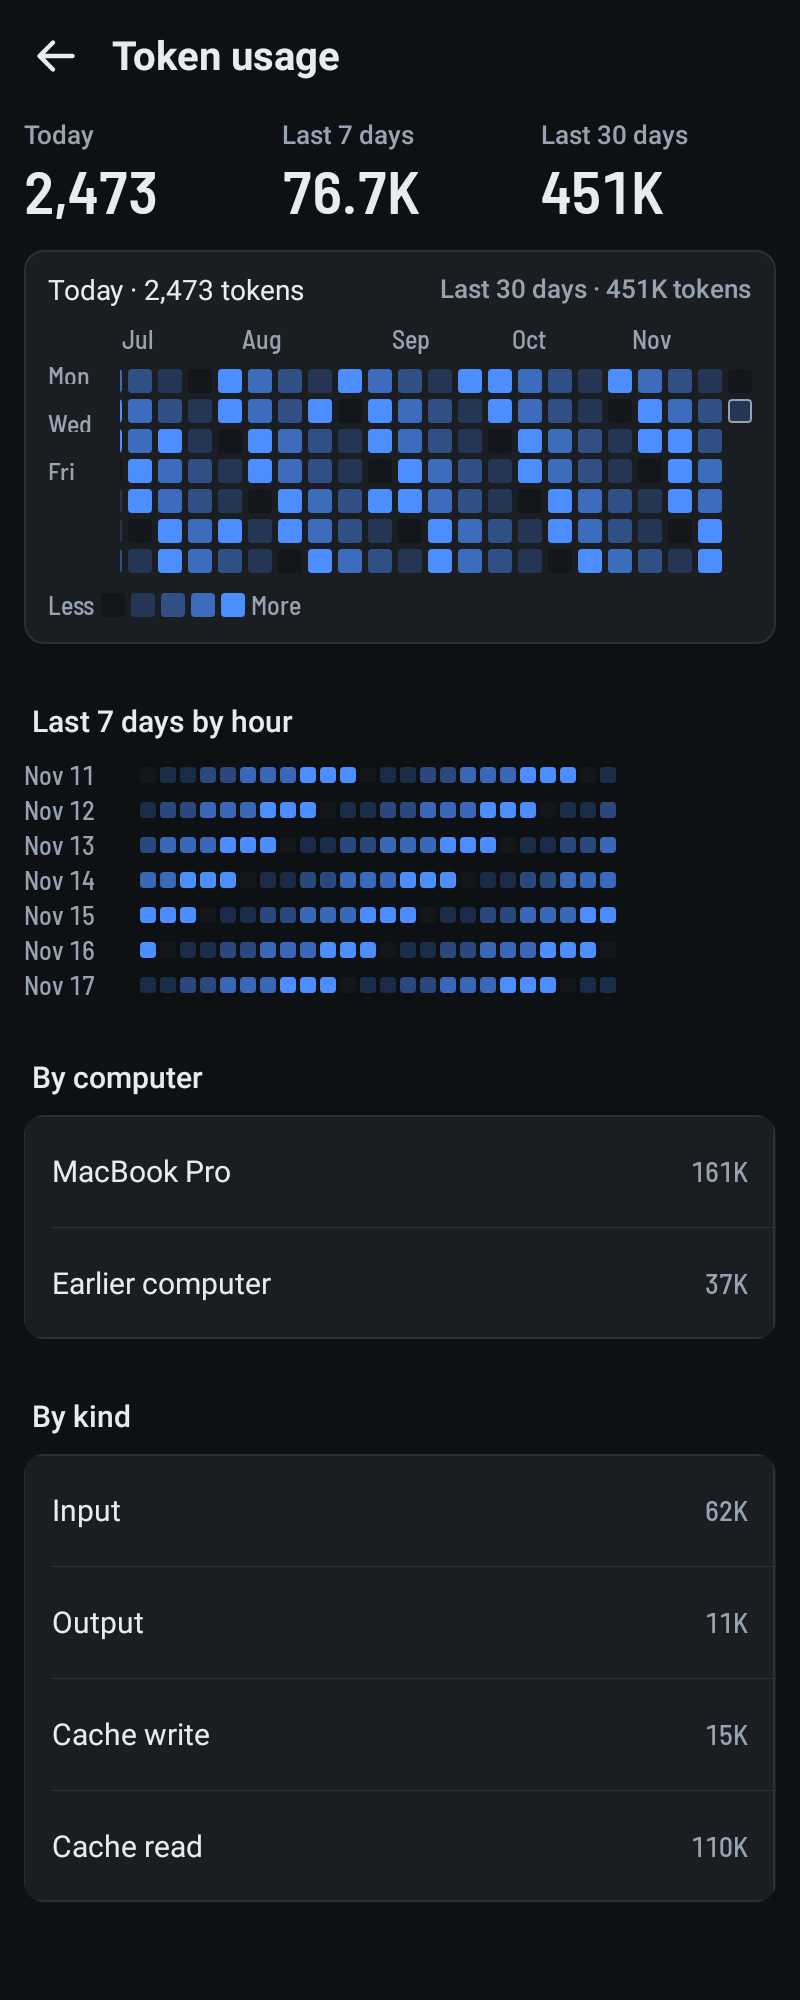 Token usage
Today Last 7 days Last 30 days
2,473 76.7K 451K
Today · 2,473 tokens Last 30 days · 451K tokens
Jul Aug Sep Oct Nov
Mon
Wed
Fri
Less More
Last 7 days by hour
Nov 11
Nov 12
Nov 13
Nov 14
Nov 15
Nov 16
Nov 17
By computer
MacBook Pro 161K
Earlier computer 37K
By kind
Input 62K
Output 11K
Cache write 15K
Cache read 110K